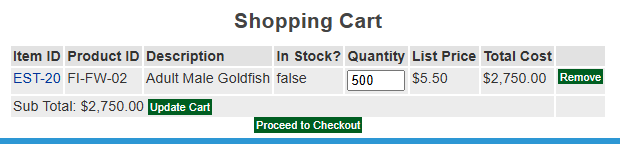 Shopping Cart
Item ID Product ID Description In Stock? Quantity List Price Total Cost
EST-20 FI-FW-02 Adult Male Goldfish false 500 $5.50 $2,750.00 Remove
Sub Total: $2,750.00 Update Cart
Proceed to Checkout